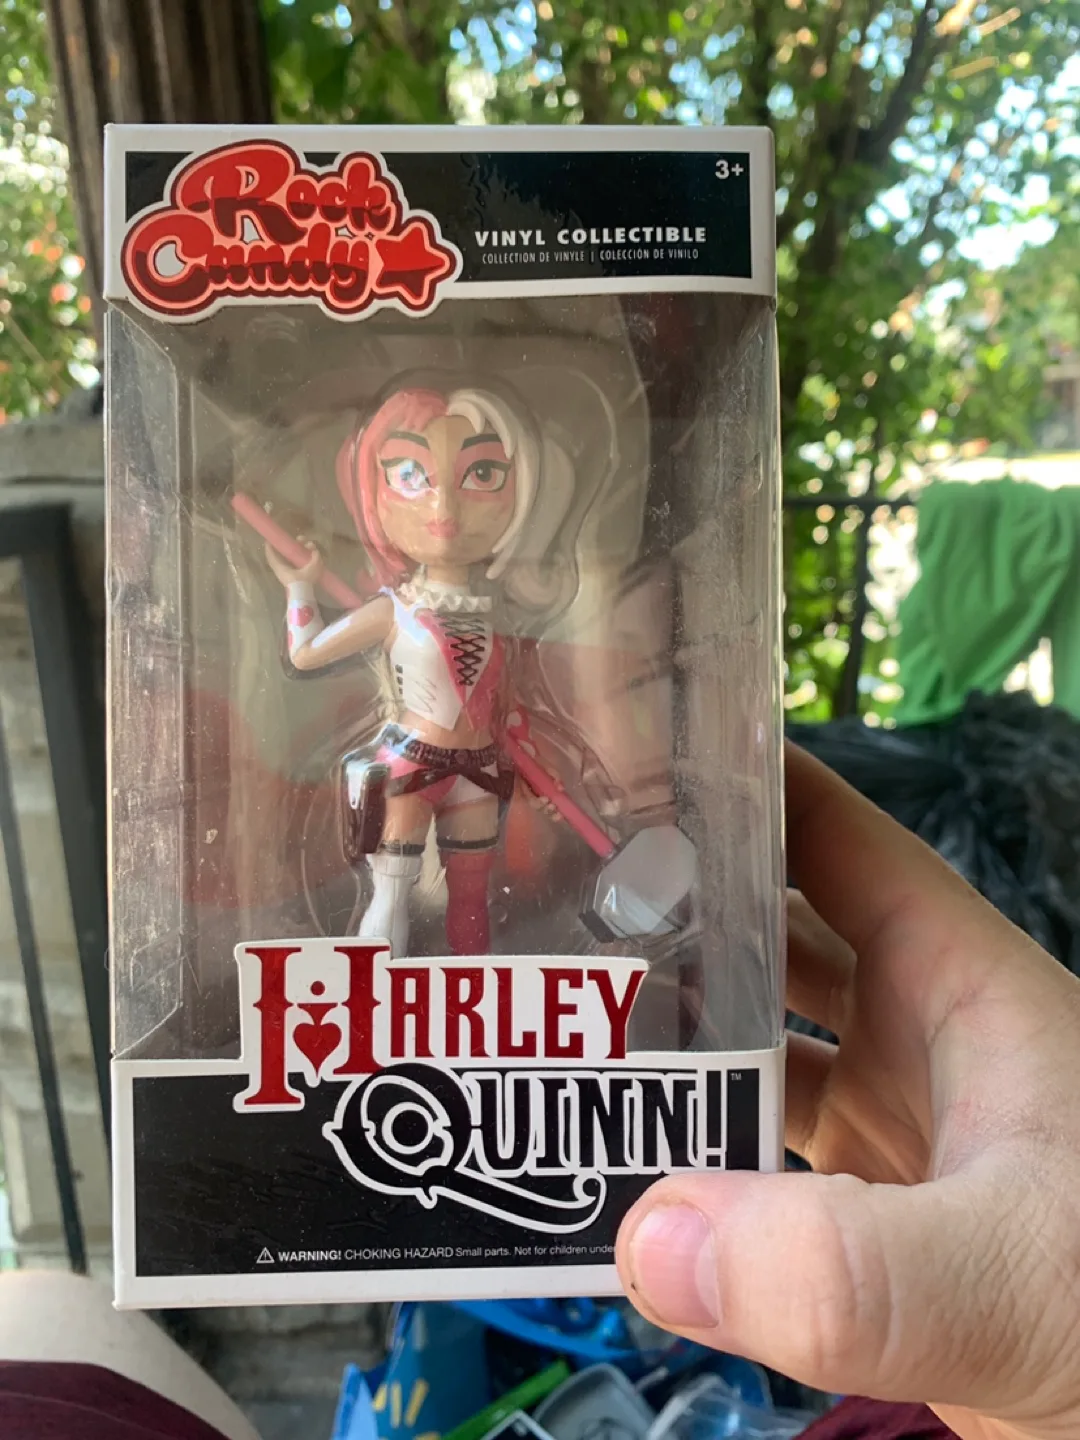 Rock
Candy
3+
VINYL COLLECTIBLE
COLLECTION DE VINYLE | COLECCIÓN DE VINILO
HARLEY
QUINN!™
⚠ WARNING! CHOKING HAZARD Small parts. Not for children unde